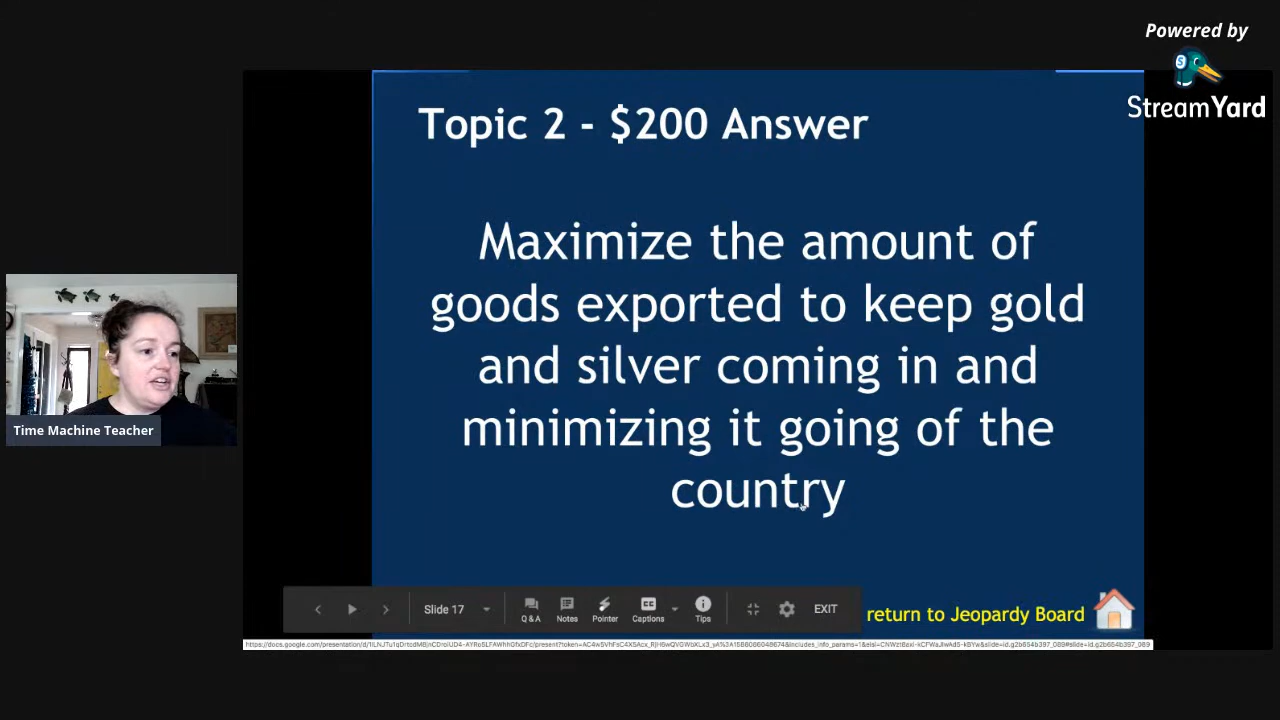 Powered by
StreamYard
Topic 2 - $200 Answer
Maximize the amount of
goods exported to keep gold
and silver coming in and
minimizing it going of the
country
Time Machine Teacher
Slide 17
Q & A
Notes
Pointer
CC
Captions
Tips
EXIT
return to Jeopardy Board